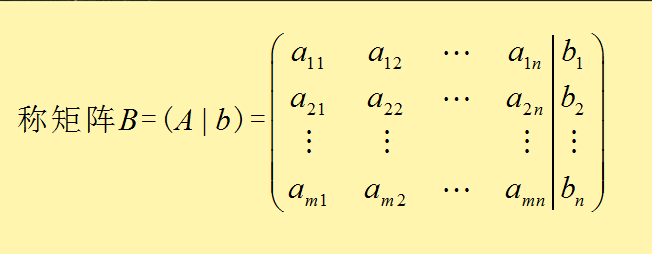 a₁₁ a₁₂ ⋯ a₁ₙ b₁
a₂₁ a₂₂ ⋯ a₂ₙ b₂
称矩阵B=(A|b)=
⋮ ⋮ ⋮ ⋮
aₘ₁ aₘ₂ ⋯ aₘₙ bₙ